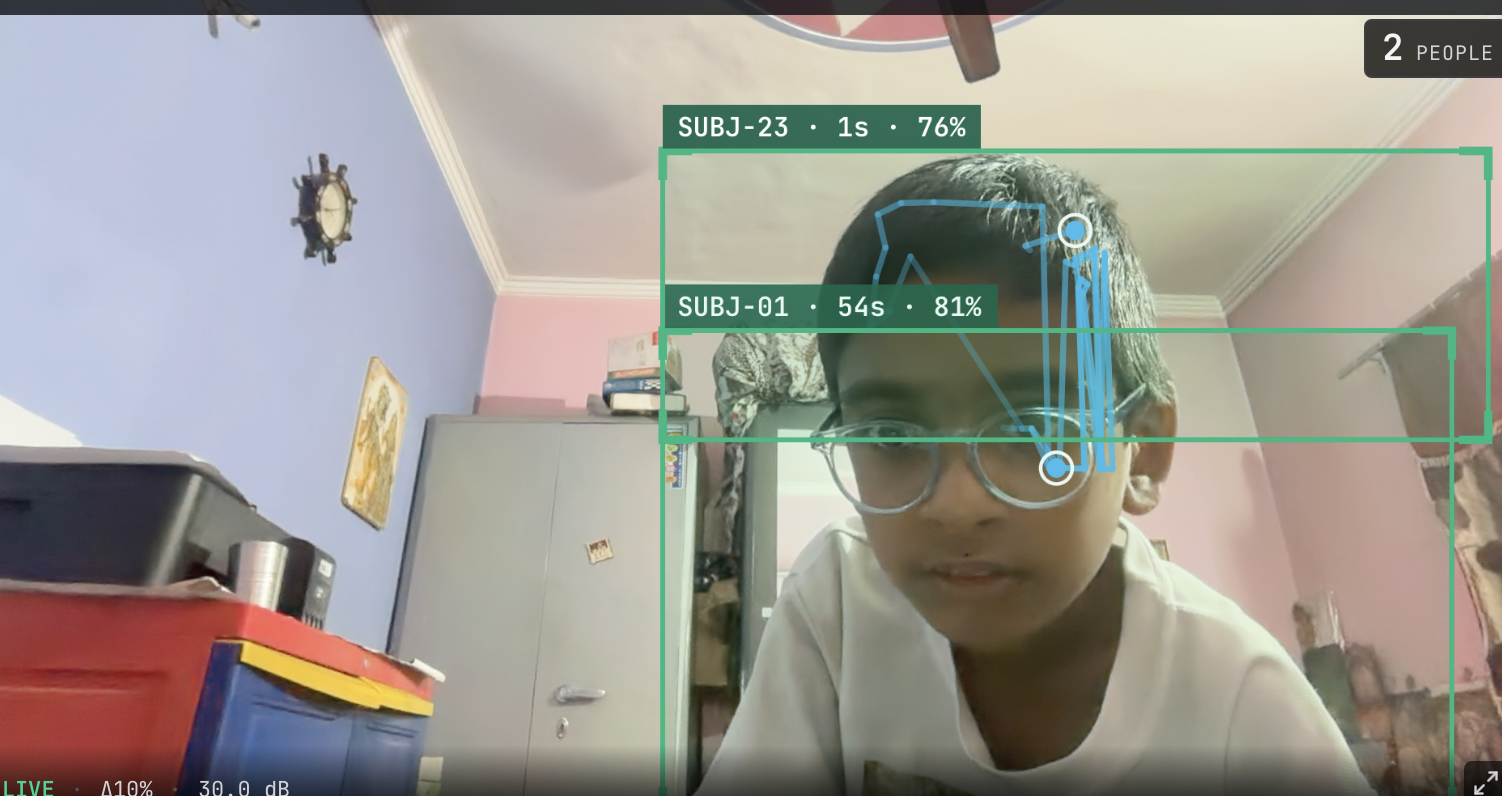 2 PEOPLE
SUBJ-23 · 1s · 76%
SUBJ-01 · 54s · 81%
LIVE · Δ10% · 30.0 dB